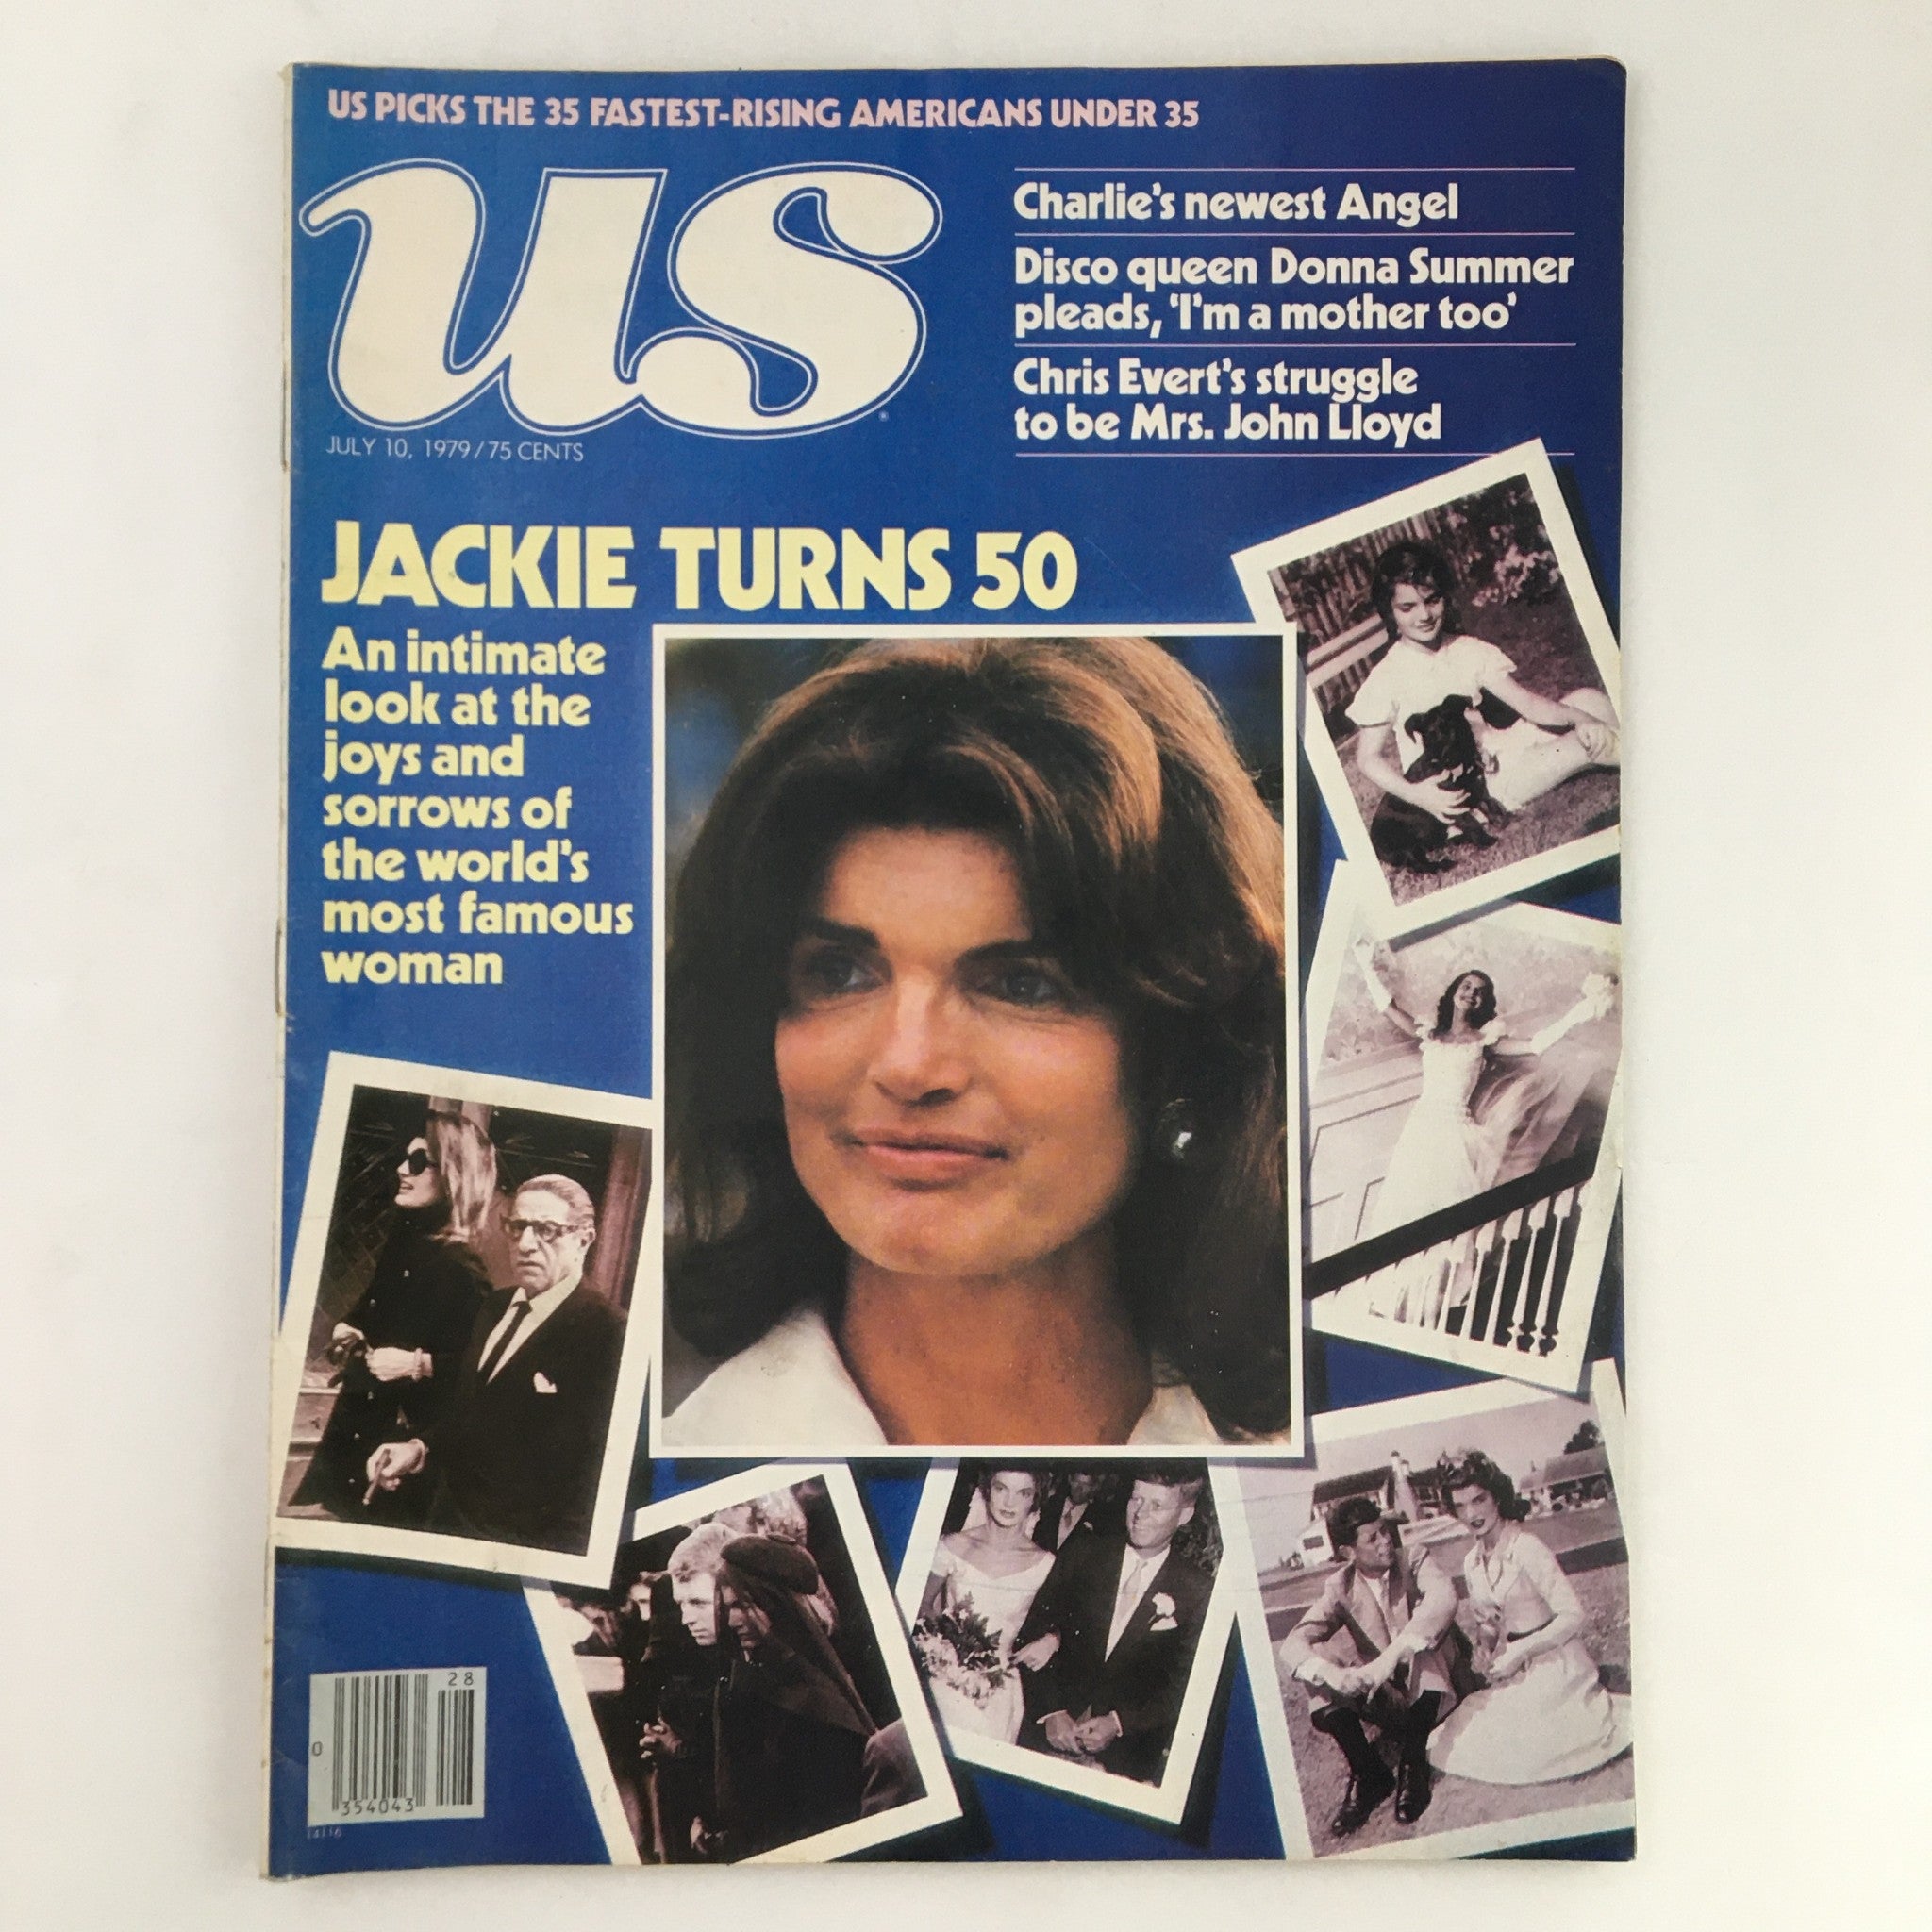 US PICKS THE 35 FASTEST-RISING AMERICANS UNDER 35
us
JULY 10, 1979/75 CENTS
Charlie's newest Angel
Disco queen Donna Summer
pleads, 'I'm a mother too'
Chris Evert's struggle
to be Mrs. John Lloyd
JACKIE TURNS 50
An intimate
look at the
joys and
sorrows of
the world's
most famous
woman
28
0
354043